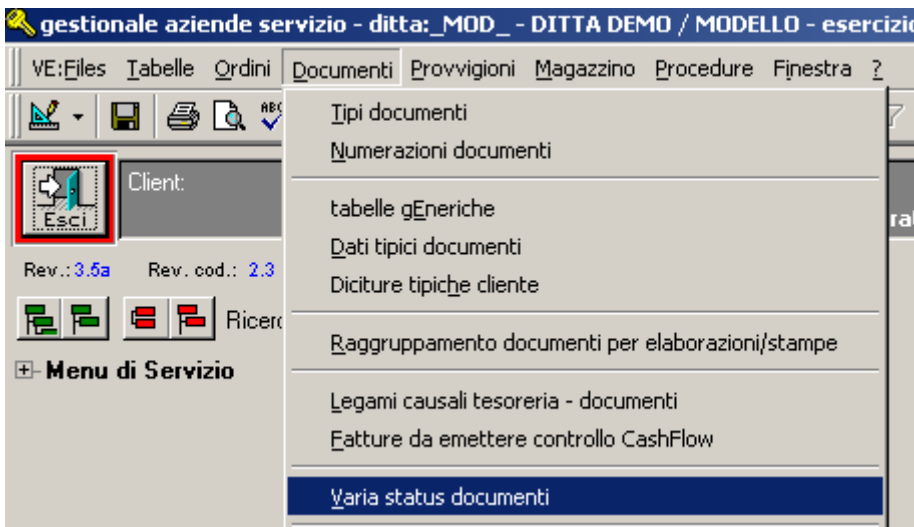 gestionale aziende servizio - ditta:_MOD_ - DITTA DEMO / MODELLO - esercizio
VE:Files Tabelle Ordini Documenti Provvigioni Magazzino Procedure Finestra ?
ABC
Tipi documenti
Numerazioni documenti
Client:
Esci
tabelle gEneriche
Dati tipici documenti
Diciture tipiche cliente
Rev.:3.5a Rev. cod.: 2.3
Raggruppamento documenti per elaborazioni/stampe
Menu di Servizio
Legami causali tesoreria - documenti
Fatture da emettere controllo CashFlow
Varia status documenti